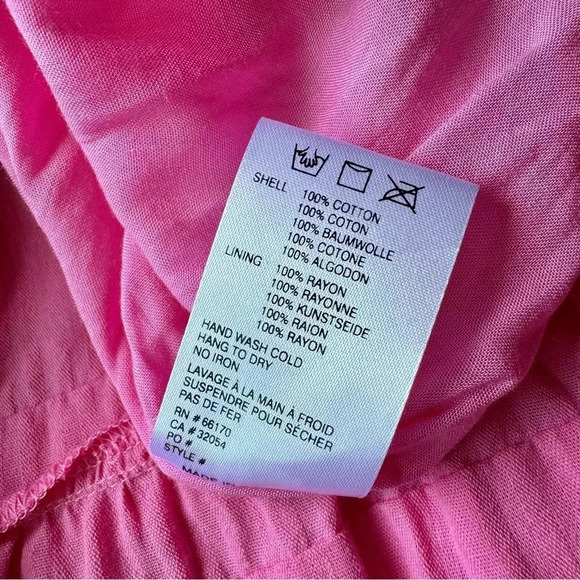 SHELL 100% COTTON
100% COTON
100% BAUMWOLLE
100% COTONE
100% ALGODON
LINING 100% RAYON
100% RAYONNE
100% KUNSTSEIDE
100% RAION
100% RAYON
HAND WASH COLD
HANG TO DRY
NO IRON
LAVAGE À LA MAIN À FROID
SUSPENDRE POUR SÉCHER
PAS DE FER
RN # 66170
CA # 32054
PO #
STYLE #
MADE